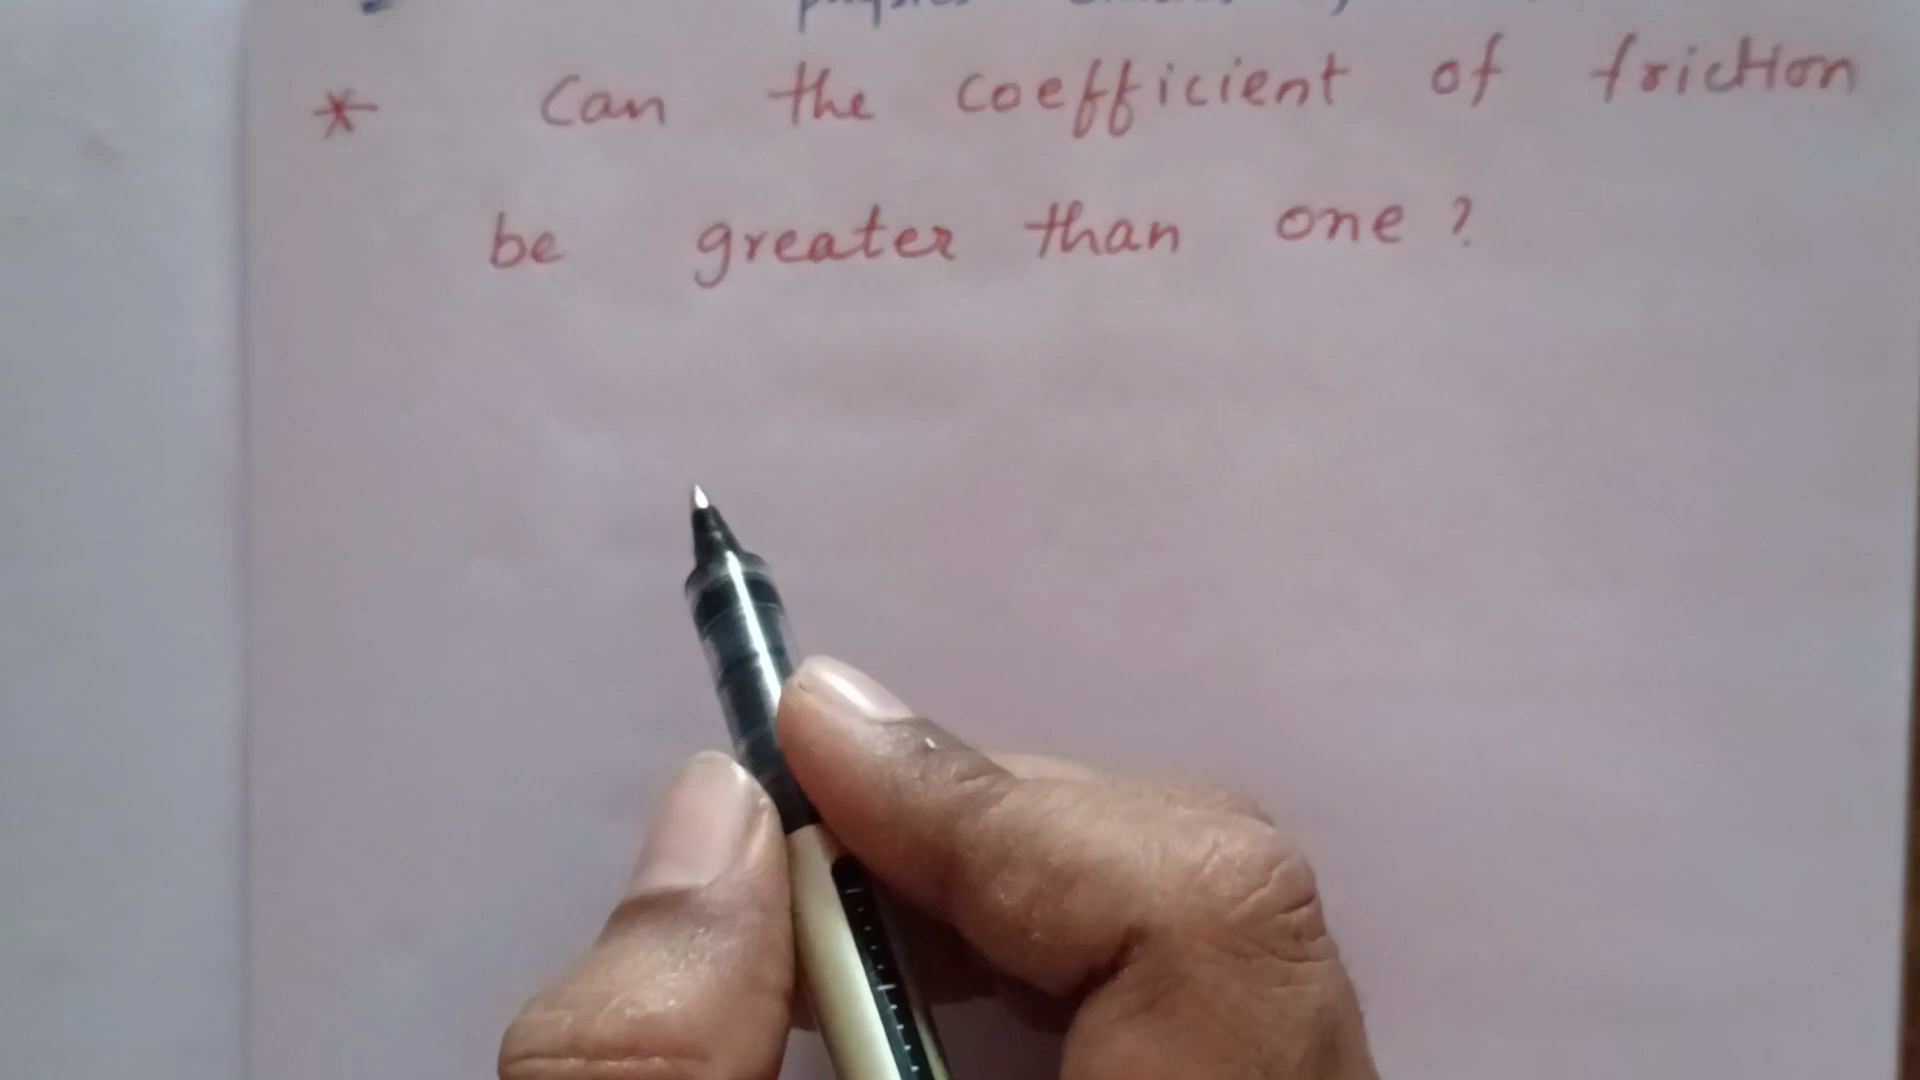 * Can the coefficient of friction
be greater than one ?